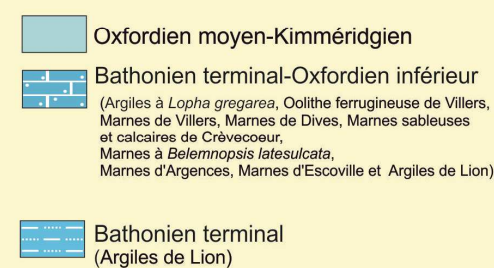 Oxfordien moyen-Kimméridgien
Bathonien terminal-Oxfordien inférieur
(Argiles à Lopha gregarea, Oolithe ferrugineuse de Villers,
Marnes de Villers, Marnes de Dives, Marnes sableuses
et calcaires de Crèvecoeur,
Marnes à Belemnopsis latesulcata,
Marnes d'Argences, Marnes d'Escoville et Argiles de Lion)
Bathonien terminal
(Argiles de Lion)